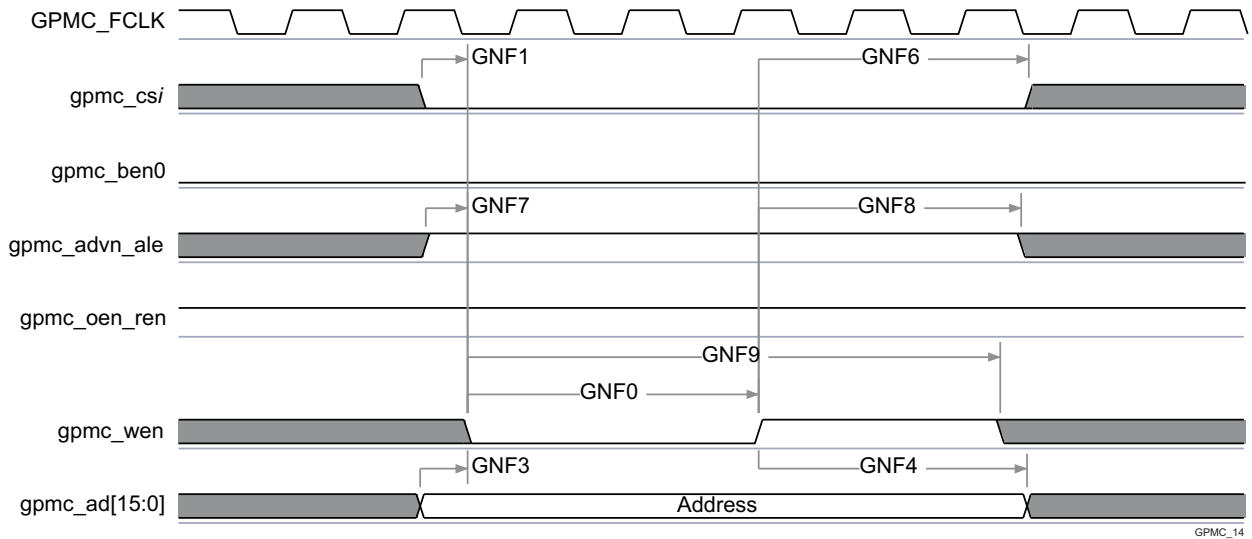 GPMC_FCLK
GNF1
GNF6
gpmc_csi
gpmc_ben0
GNF7
GNF8
gpmc_advn_ale
gpmc_oen_ren
GNF9
GNF0
gpmc_wen
GNF3
GNF4
gpmc_ad[15:0]
Address
GPMC_14